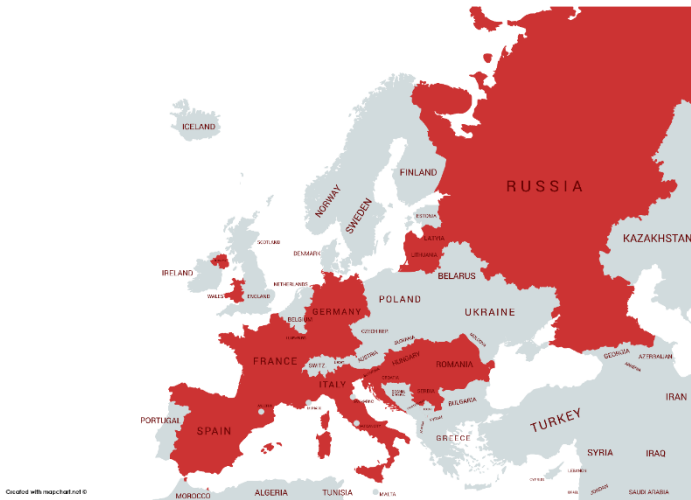 ICELAND
FINLAND
NORWAY
SWEDEN
RUSSIA
ESTONIA
SCOTLAND
LATVIA
KAZAKHSTAN
DENMARK
LITHUANIA
IRELAND
BELARUS
NETHERLANDS
WALES
ENGLAND
POLAND
BELGIUM
GERMANY
UKRAINE
CZECH REP.
SLOVAKIA
MOLDOVA
FRANCE
SWITZ.
AUSTRIA
HUNGARY
ROMANIA
GEORGIA
AZERBAIJAN
ITALY
CROATIA
SERBIA
BULGARIA
IRAN
PORTUGAL
SPAIN
TURKEY
GREECE
SYRIA
IRAQ
CYPRUS
LEBANON
Created with mapchart.net ©
MOROCCO
ALGERIA
TUNISIA
MALTA
JORDAN
SAUDI ARABIA